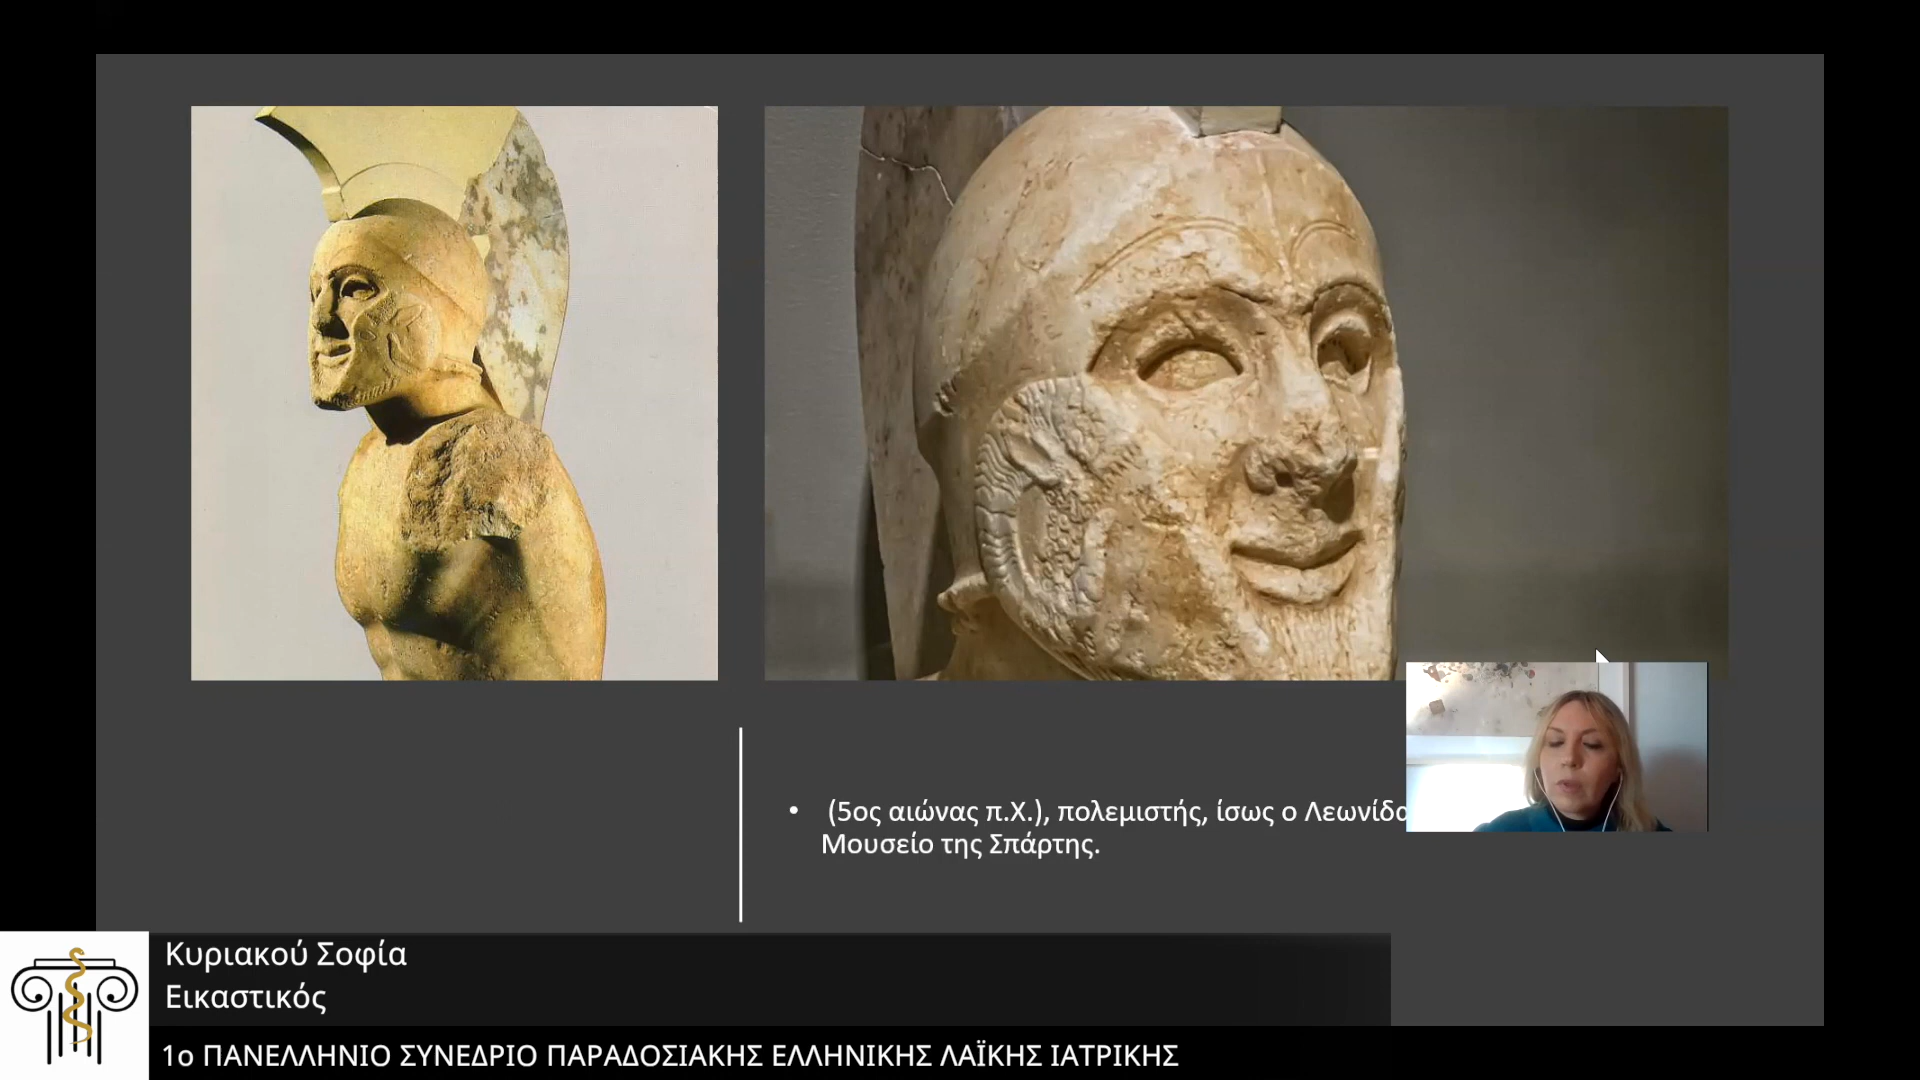 • (5ος αιώνας π.Χ.), πολεμιστής, ίσως ο
Μουσείο της Σπάρτης.
Κυριακού Σοφία
Εικαστικός
1ο ΠΑΝΕΛΛΗΝΙΟ ΣΥΝΕΔΡΙΟ ΠΑΡΑΔΟΣΙΑΚΗΣ ΕΛΛΗΝΙΚΗΣ ΛΑΪΚΗΣ ΙΑΤΡΙΚΗΣ